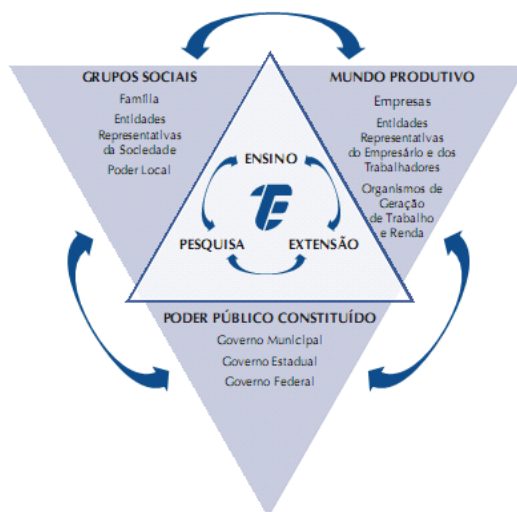 GRUPOS SOCIAIS
Família
Entidades
Representativas
da Sociedade
Poder Local
MUNDO PRODUTIVO
Empresas
Entidades
Representativas
do Empresário e dos
Trabalhadores
Organismos de
Geração
de Trabalho
e Renda
ENSINO
PESQUISA
EXTENSÃO
PODER PÚBLICO CONSTITUÍDO
Governo Municipal
Governo Estadual
Governo Federal